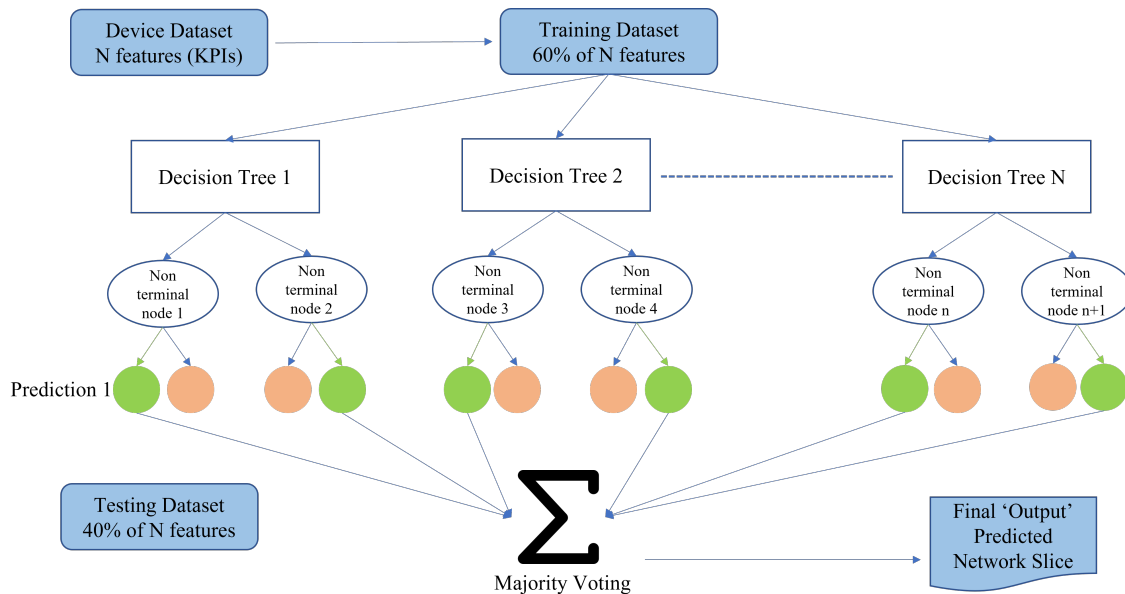 Device Dataset
N features (KPIs)
Training Dataset
60% of N features
Decision Tree 1
Decision Tree 2
Decision Tree N
Non
terminal
node 1
Non
terminal
node 2
Non
terminal
node 3
Non
terminal
node 4
Non
terminal
node n
Non
terminal
node n+1
Prediction 1
Testing Dataset
40% of N features
Σ
Majority Voting
Final ‘Output’
Predicted
Network Slice